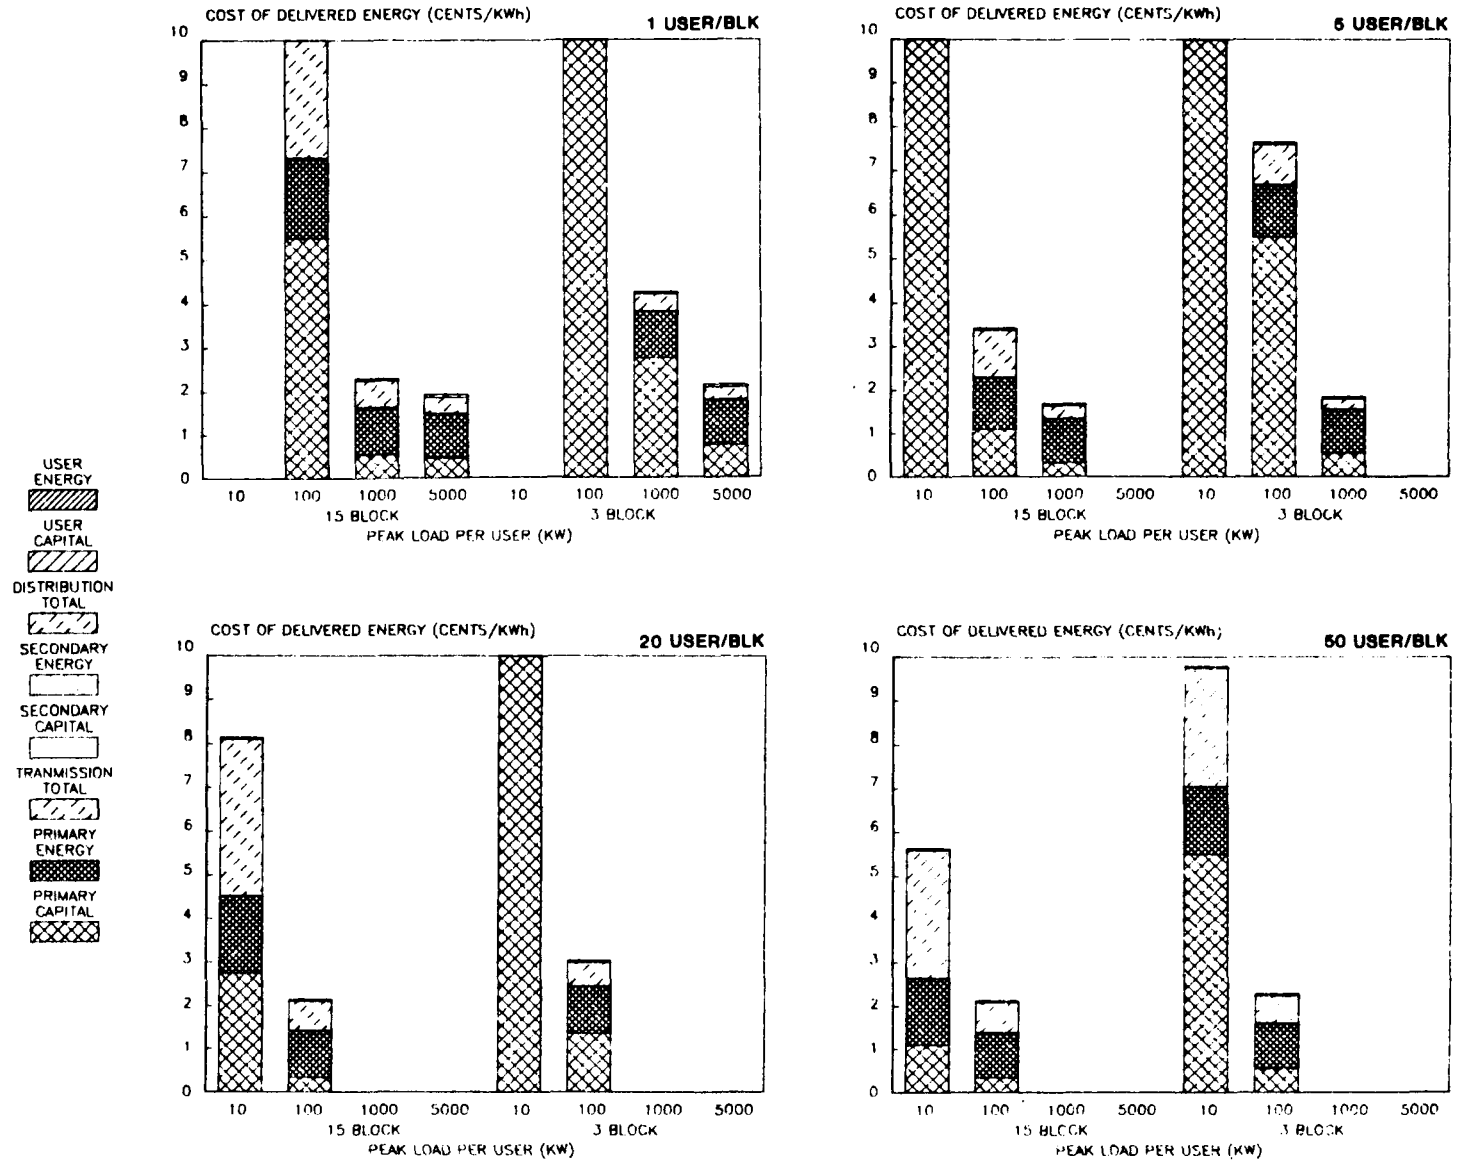 COST OF DELIVERED ENERGY (CENTS/KWh)
1 USER/BLK
10
9
8
7
6
5
4
3
2
1
0
10 100 1000 5000 10 100 1000 5000
15 BLOCK 3 BLOCK
PEAK LOAD PER USER (KW)
COST OF DELIVERED ENERGY (CENTS/KWh)
5 USER/BLK
10
9
8
7
6
5
4
3
2
1
0
10 100 1000 5000 10 100 1000 5000
15 BLOCK 3 BLOCK
PEAK LOAD PER USER (KW)
USER
ENERGY
USER
CAPITAL
DISTRIBUTION
TOTAL
SECONDARY
ENERGY
SECONDARY
CAPITAL
TRANMISSION
TOTAL
PRIMARY
ENERGY
PRIMARY
CAPITAL
COST OF DELIVERED ENERGY (CENTS/KWh)
20 USER/BLK
10
9
8
7
6
5
4
3
2
1
0
10 100 1000 5000 10 100 1000 5000
15 BLOCK 3 BLOCK
PEAK LOAD PER USER (KW)
COST OF DELIVERED ENERGY (CENTS/KWh)
50 USER/BLK
10
9
8
7
6
5
4
3
2
1
0
10 100 1000 5000 10 100 1000 5000
15 BLOCK 3 BLOCK
PEAK LOAD PER USER (KW)